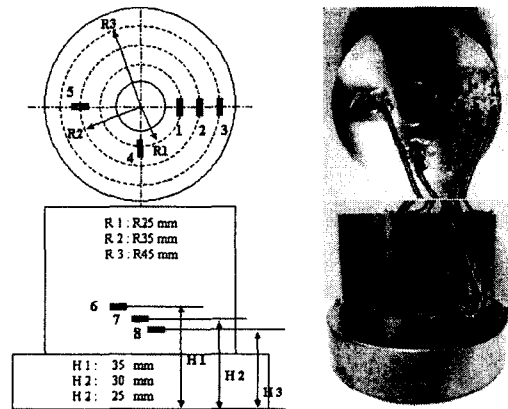 R3
5
R2
R1
1 2 3
4
R 1 : R25 mm
R 2 : R35 mm
R 3 : R45 mm
6
7
8
H1
H2
H3
H 1 : 35 mm
H 2 : 30 mm
H 2 : 25 mm